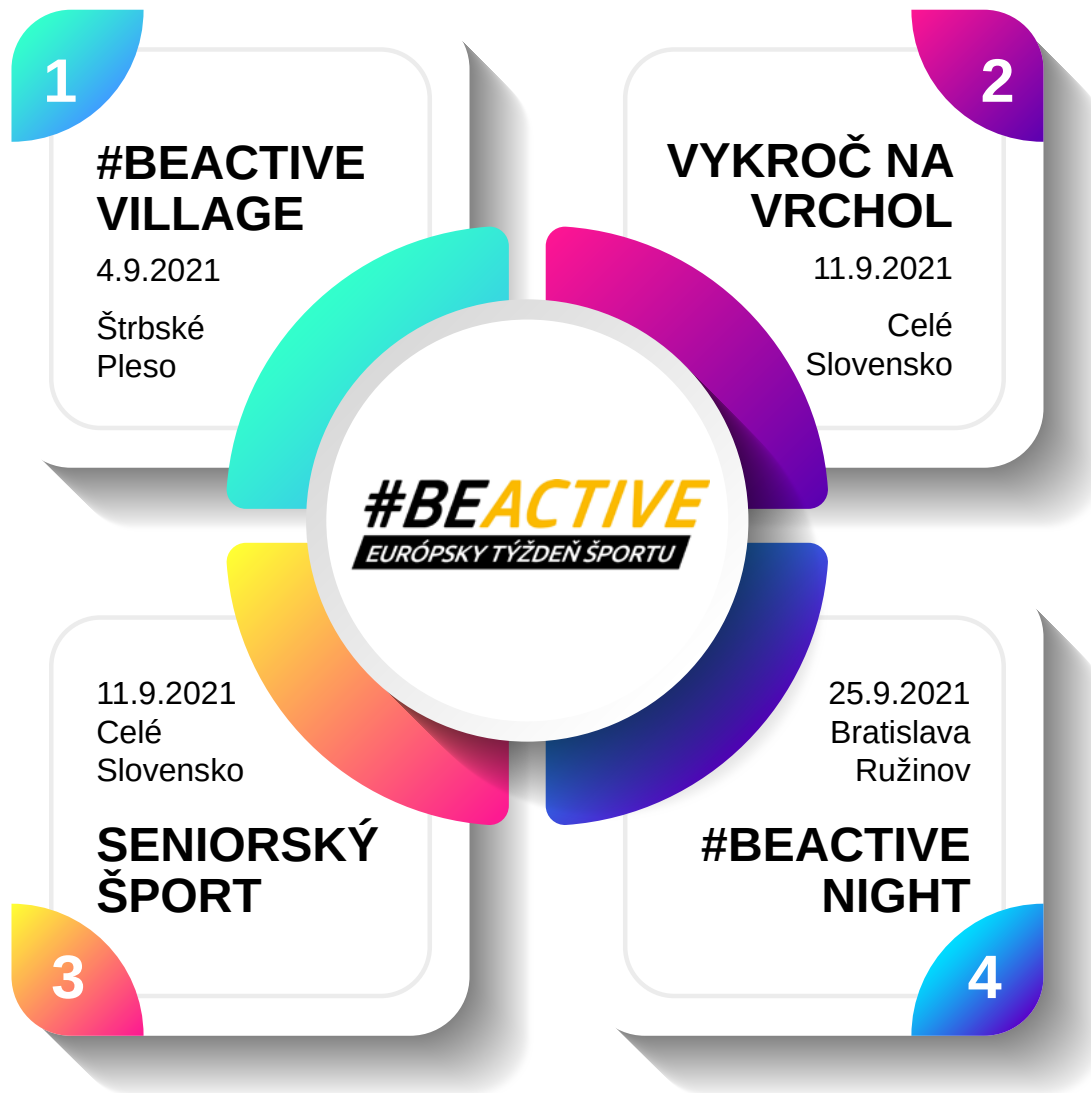 1
#BEACTIVE
VILLAGE
4.9.2021
Štrbské
Pleso
2
VYKROČ NA
VRCHOL
11.9.2021
Celé
Slovensko
#BEACTIVE
EURÓPSKY TÝŽDEŇ ŠPORTU
11.9.2021
Celé
Slovensko
SENIORSKÝ
ŠPORT
3
25.9.2021
Bratislava
Ružinov
#BEACTIVE
NIGHT
4